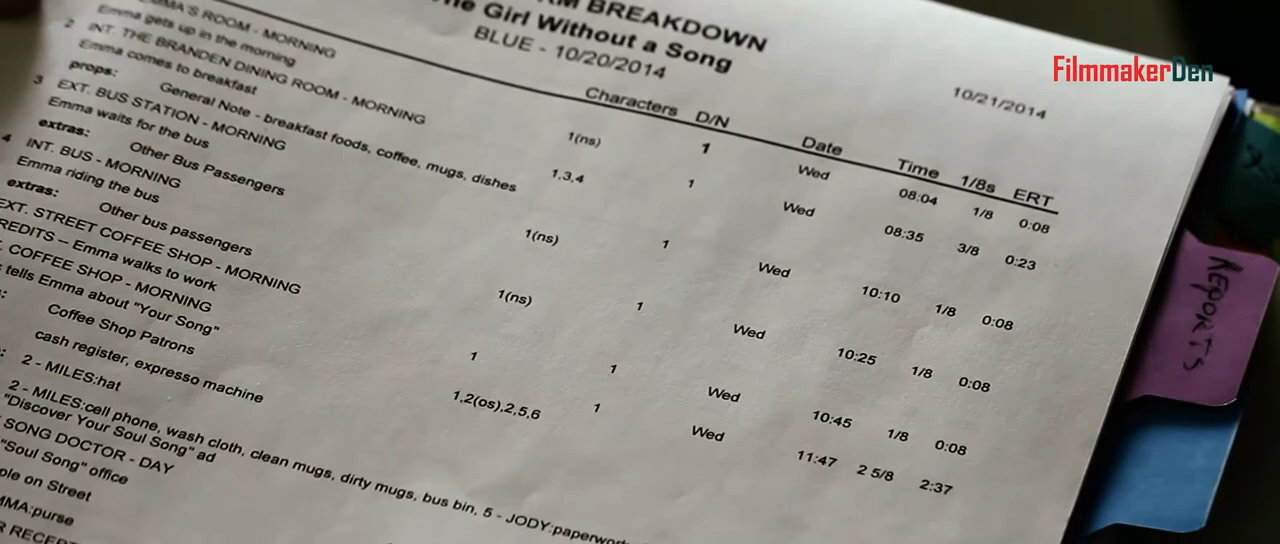 RM BREAKDOWN
The Girl Without a Song
BLUE - 10/20/2014
10/21/2014
FilmmakerDen
Characters D/N Date Time 1/8s ERT
EMMA'S ROOM - MORNING 1(ns) 1 Wed 08:04 1/8 0:08
Emma gets up in the morning
2 INT. THE BRANDEN DINING ROOM - MORNING 1,3,4 1 Wed 08:35 3/8 0:23
Emma comes to breakfast
props: General Note - breakfast foods, coffee, mugs, dishes
3 EXT. BUS STATION - MORNING 1(ns) 1 Wed 10:10 1/8 0:08
Emma waits for the bus
extras: Other Bus Passengers
4 INT. BUS - MORNING 1(ns) 1 Wed 10:25 1/8 0:08
Emma riding the bus
extras: Other bus passengers
EXT. STREET COFFEE SHOP - MORNING 1 1 Wed 10:45 1/8 0:08
REDITS -- Emma walks to work
COFFEE SHOP - MORNING 1,2(os),2,5,6 1 Wed 11:47 2 5/8 2:37
tells Emma about "Your Song"
Coffee Shop Patrons
cash register, expresso machine
2 - MILES:hat
2 - MILES:cell phone, wash cloth, clean mugs, dirty mugs, bus bin, 5 - JODY:paperwork
"Discover Your Soul Song" ad
SONG DOCTOR - DAY
"Soul Song" office
ple on Street
MMA:purse
REPORTS